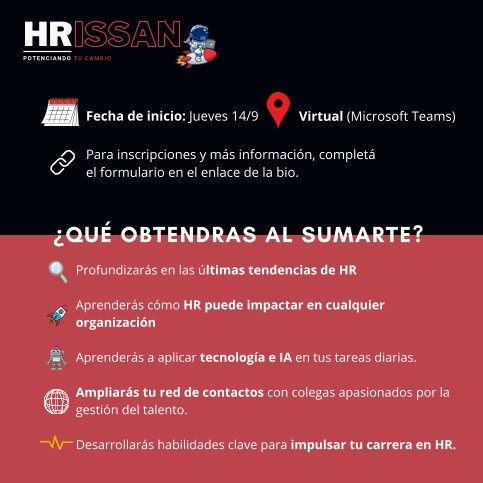 HRISSAN
POTENCIANDO TU CAMBIO
Fecha de inicio: Jueves 14/9
Virtual (Microsoft Teams)
Para inscripciones y más información, completá
el formulario en el enlace de la bio.
¿QUÉ OBTENDRAS AL SUMARTE?
Profundizarás en las últimas tendencias de HR
Aprenderás cómo HR puede impactar en cualquier
organización
Aprenderás a aplicar tecnología e IA en tus tareas diarias.
Ampliarás tu red de contactos con colegas apasionados por la
gestión del talento.
Desarrollarás habilidades clave para impulsar tu carrera en HR.